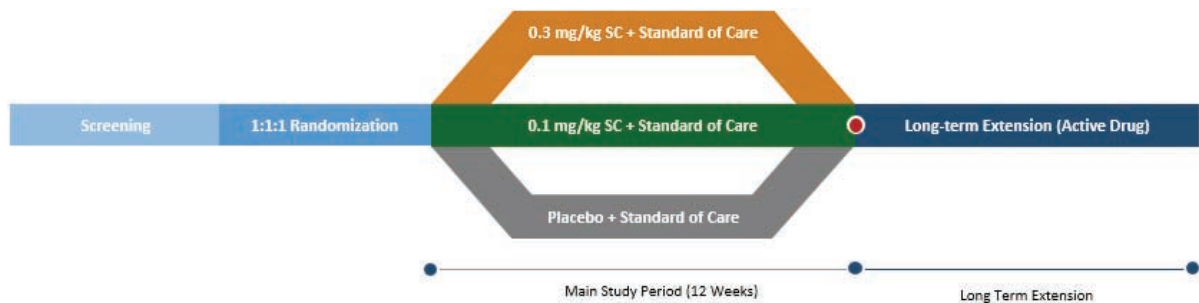 0.3 mg/kg SC + Standard of Care
Screening
1:1:1 Randomization
0.1 mg/kg SC + Standard of Care
Long-term Extension (Active Drug)
Placebo + Standard of Care
Main Study Period (12 Weeks)
Long Term Extension